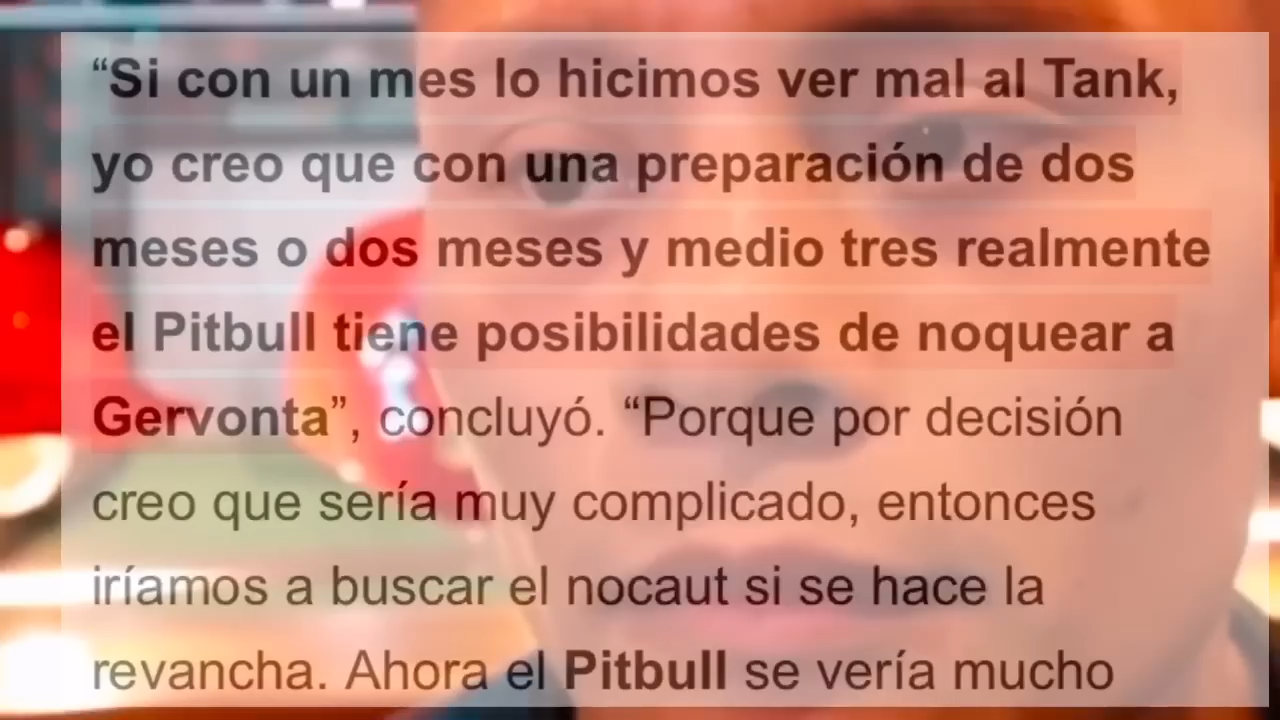 “Si con un mes lo hicimos ver mal al Tank,
yo creo que con una preparación de dos
meses o dos meses y medio tres realmente
el Pitbull tiene posibilidades de noquear a
Gervonta”, concluyó. “Porque por decisión
creo que sería muy complicado, entonces
iríamos a buscar el nocaut si se hace la
revancha. Ahora el Pitbull se vería mucho